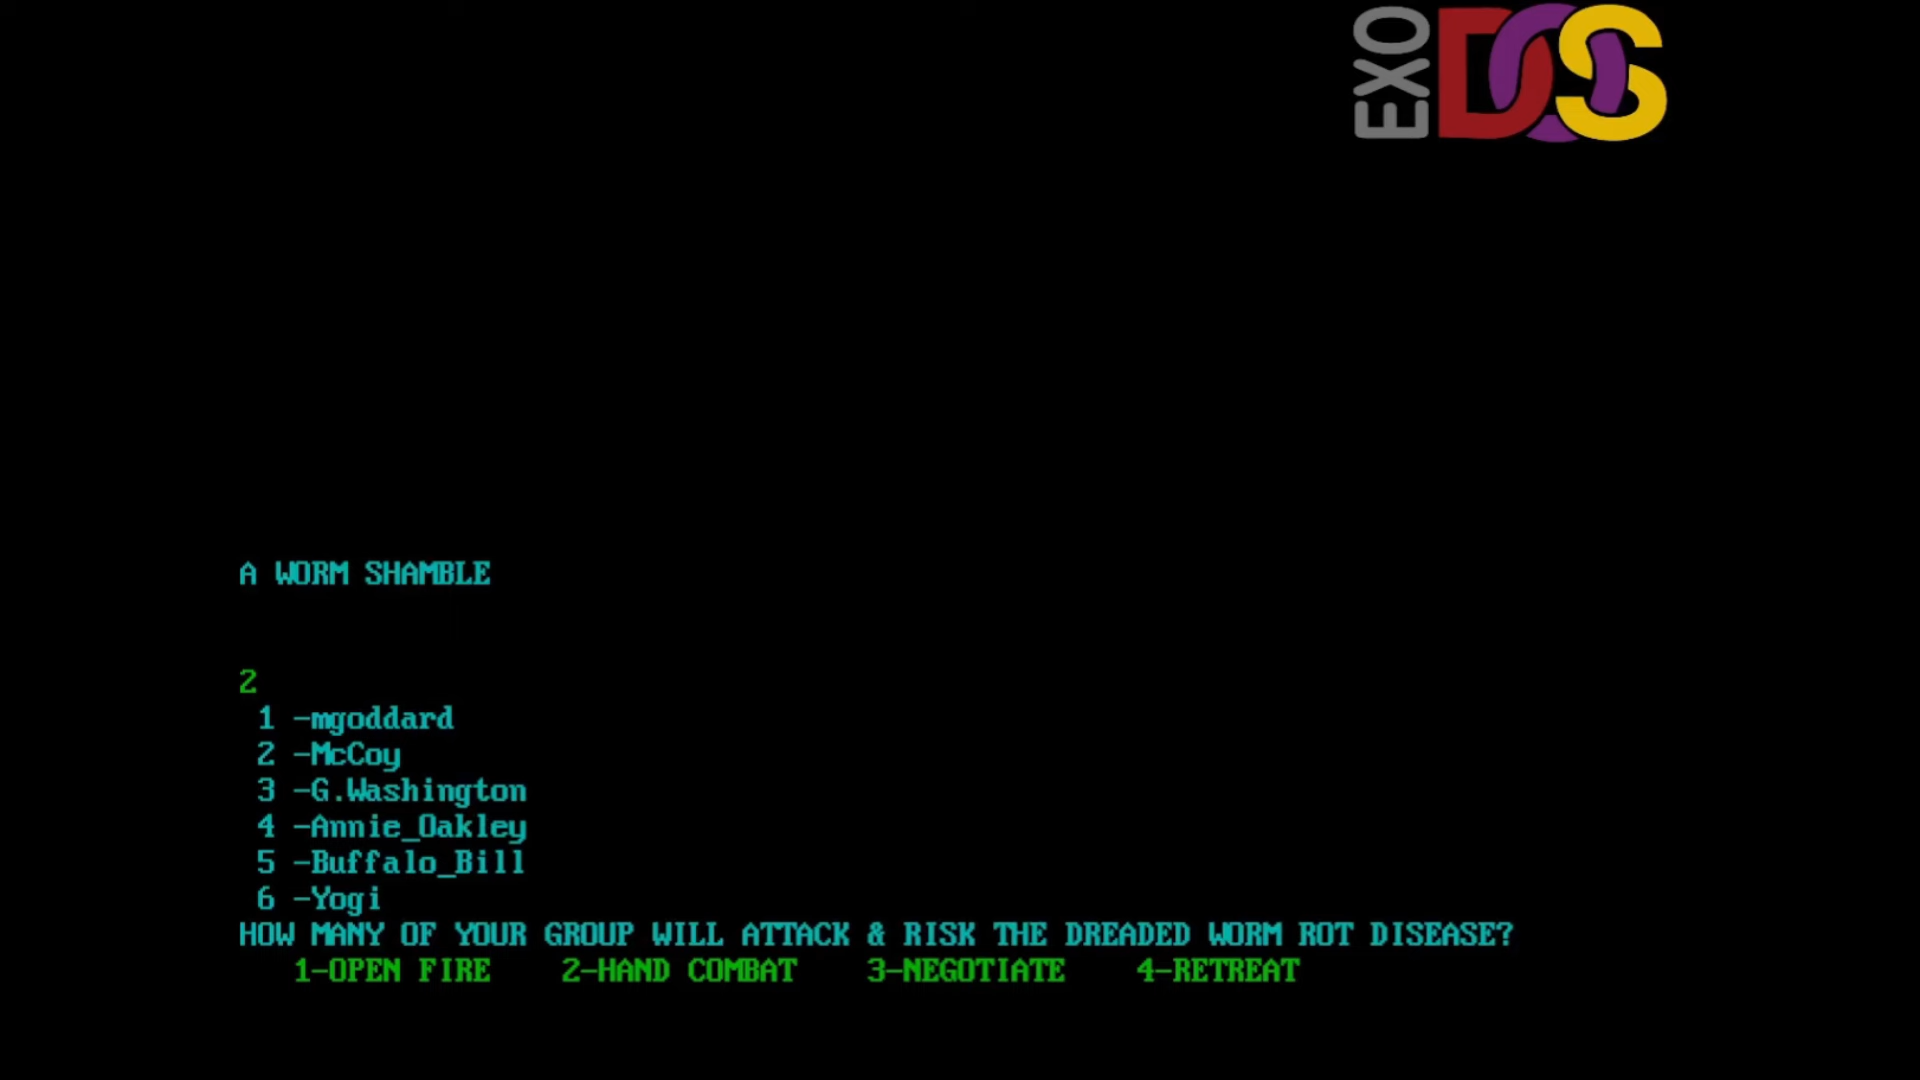 EXO DOS
A WORM SHAMBLE
2
1 -mgoddard
2 -McCoy
3 -G.Washington
4 -Annie_Oakley
5 -Buffalo_Bill
6 -Yogi
HOW MANY OF YOUR GROUP WILL ATTACK & RISK THE DREADED WORM ROT DISEASE?
1-OPEN FIRE 2-HAND COMBAT 3-NEGOTIATE 4-RETREAT